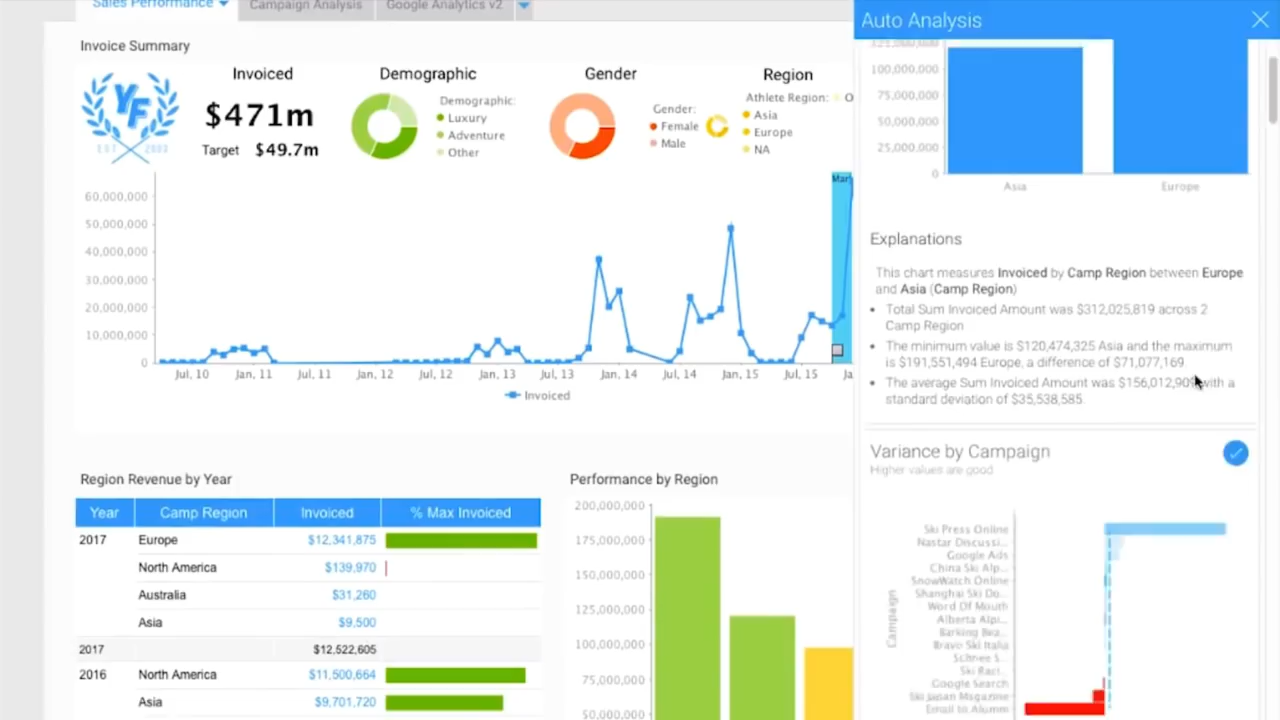 Sales Performance
Campaign Analysis
Google Analytics v2
Auto Analysis
Invoice Summary
YF
EST 2003
Invoiced
$471m
Target $49.7m
Demographic
Demographic:
Luxury
Adventure
Other
Gender
Gender:
Female
Male
Region
Athlete Region: O
Asia
Europe
NA
60,000,000
50,000,000
40,000,000
30,000,000
20,000,000
10,000,000
0
Jul, 10
Jan, 11
Jul, 11
Jan, 12
Jul, 12
Jan, 13
Jul, 13
Jan, 14
Jul, 14
Jan, 15
Jul, 15
Ja
Mar
Invoiced
100,000,000
75,000,000
50,000,000
25,000,000
0
Asia
Europe
Explanations
This chart measures Invoiced by Camp Region between Europe
and Asia (Camp Region)
Total Sum Invoiced Amount was $312,025,819 across 2
Camp Region
The minimum value is $120,474,325 Asia and the maximum
is $191,551,494 Europe, a difference of $71,077,169
The average Sum Invoiced Amount was $156,012,909 with a
standard deviation of $35,538,585.
Variance by Campaign
Higher values are good
Campaign
Ski Press Online
Nastar Discussi...
Google Ads
China Ski Alp...
SnowWatch Online
Shanghai Ski Do...
Word Of Mouth
Alberta Alpi...
Barking Bea...
Bravo Ski Italia
Schnee S...
Ski Raci...
Google Search
Ski Japan Magazine
Email to Alumni
Region Revenue by Year
Year Camp Region Invoiced % Max Invoiced
2017 Europe $12,341,875
North America $139,970
Australia $31,260
Asia $9,500
2017 $12,522,605
2016 North America $11,500,664
Asia $9,701,720
Performance by Region
200,000,000
175,000,000
150,000,000
125,000,000
100,000,000
75,000,000
50,000,000